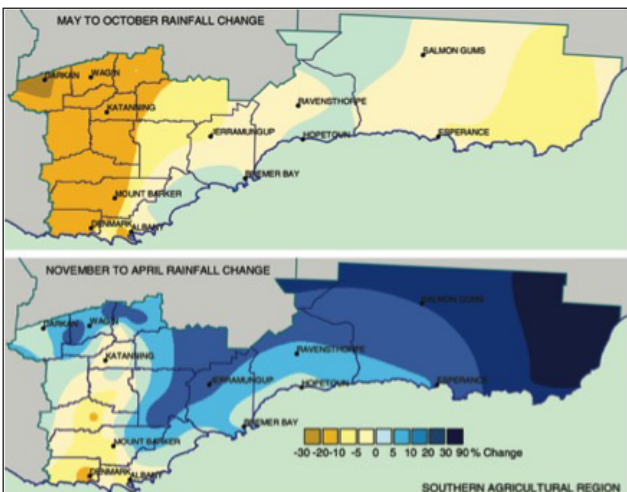 MAY TO OCTOBER RAINFALL CHANGE
SALMON GUMS
DARKAN
WAGIN
KATANNING
RAVENSTHORPE
JERRAMUNGUP
HOPETOUN
ESPERANCE
BREMER BAY
MOUNT BARKER
DENMARK
ALBANY
NOVEMBER TO APRIL RAINFALL CHANGE
SALMON GUMS
DARKAN
WAGIN
KATANNING
RAVENSTHORPE
JERRAMUNGUP
HOPETOUN
ESPERANCE
BREMER BAY
MOUNT BARKER
DENMARK
ALBANY
-30 -20 -10 -5 0 5 10 20 30 90 % Change
SOUTHERN AGRICULTURAL REGION